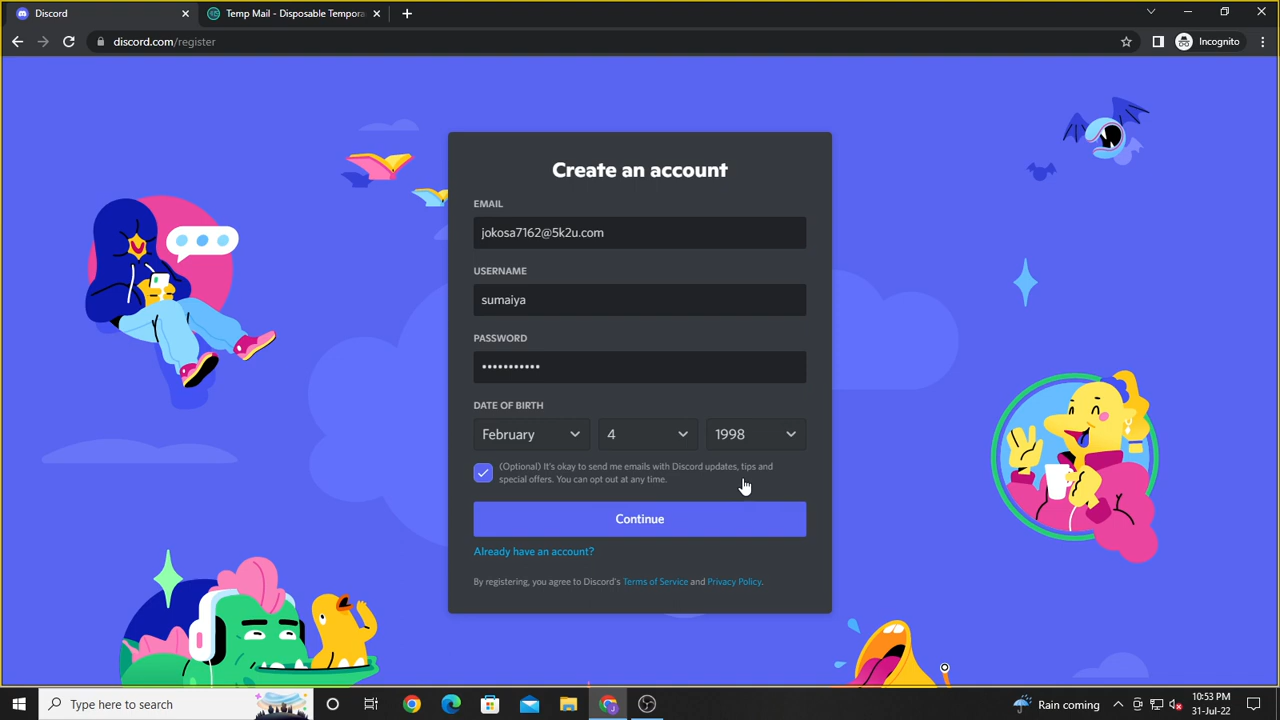 Discord
Temp Mail - Disposable Tempora
discord.com/register
Incognito
Create an account
EMAIL
jokosa7162@5k2u.com
USERNAME
sumaiya
PASSWORD
•••••••••••
DATE OF BIRTH
February 4 1998
(Optional) It's okay to send me emails with Discord updates, tips and
special offers. You can opt out at any time.
Continue
Already have an account?
By registering, you agree to Discord's Terms of Service and Privacy Policy.
Type here to search
Rain coming
10:53 PM
31-Jul-22